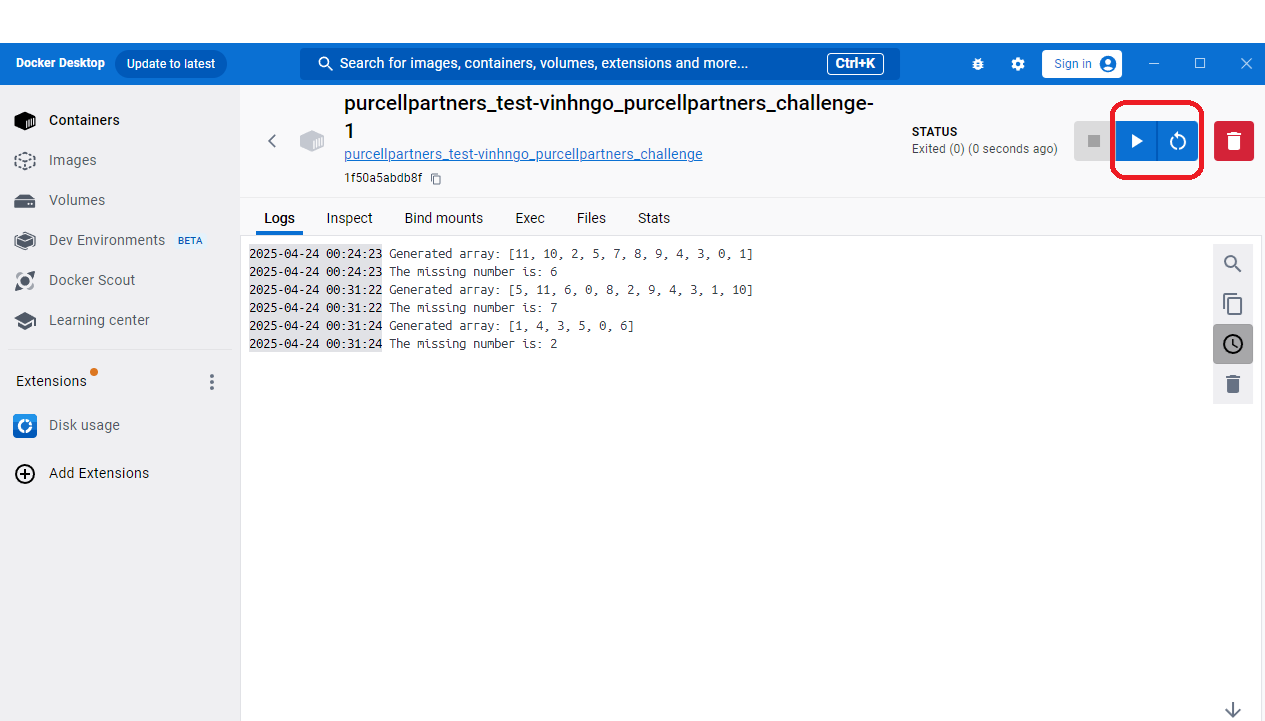 Docker Desktop
Update to latest
Search for images, containers, volumes, extensions and more...
Ctrl+K
Sign in
Containers
Images
Volumes
Dev Environments BETA
Docker Scout
Learning center
Extensions
Disk usage
Add Extensions
purcellpartners_test-vinhngo_purcellpartners_challenge-
1
purcellpartners_test-vinhngo_purcellpartners_challenge
1f50a5abdb8f
STATUS
Exited (0) (0 seconds ago)
Logs Inspect Bind mounts Exec Files Stats
2025-04-24 00:24:23 Generated array: [11, 10, 2, 5, 7, 8, 9, 4, 3, 0, 1]
2025-04-24 00:24:23 The missing number is: 6
2025-04-24 00:31:22 Generated array: [5, 11, 6, 0, 8, 2, 9, 4, 3, 1, 10]
2025-04-24 00:31:22 The missing number is: 7
2025-04-24 00:31:24 Generated array: [1, 4, 3, 5, 0, 6]
2025-04-24 00:31:24 The missing number is: 2